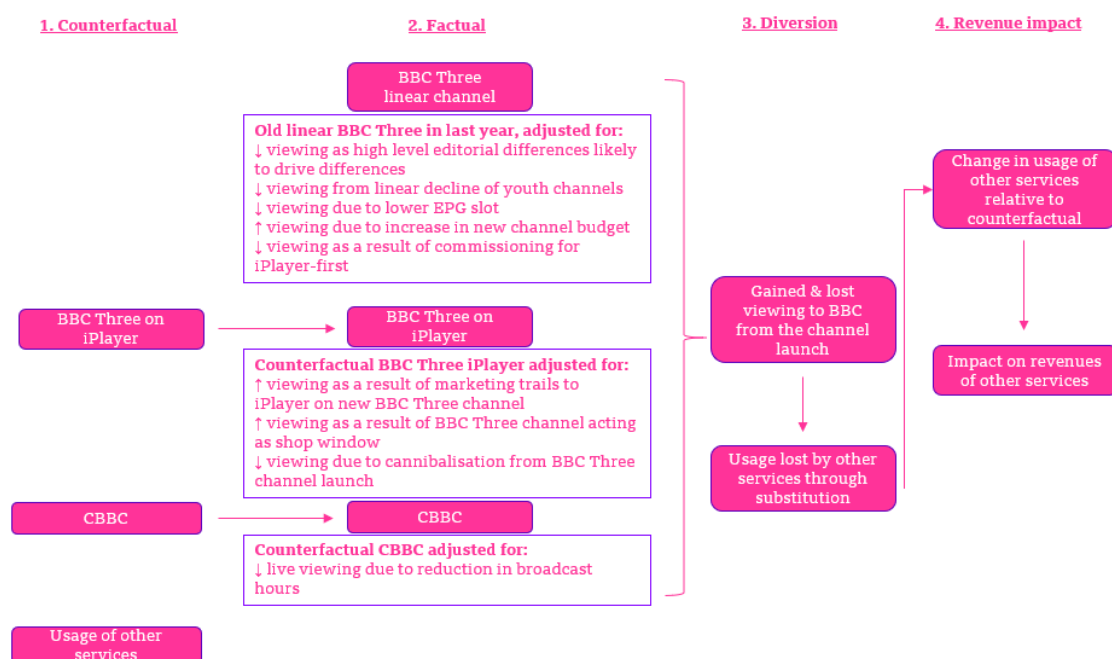 1. Counterfactual
2. Factual
3. Diversion
4. Revenue impact
BBC Three
linear channel
Old linear BBC Three in last year, adjusted for:
↓ viewing as high level editorial differences likely
to drive differences
↓ viewing from linear decline of youth channels
↓ viewing due to lower EPG slot
↑ viewing due to increase in new channel budget
↓ viewing as a result of commissioning for
iPlayer-first
BBC Three on
iPlayer
BBC Three on
iPlayer
Counterfactual BBC Three iPlayer adjusted for:
↑ viewing as a result of marketing trails to
iPlayer on new BBC Three channel
↑ viewing as a result of BBC Three channel acting
as shop window
↓ viewing due to cannibalisation from BBC Three
channel launch
CBBC
CBBC
Counterfactual CBBC adjusted for:
↓ live viewing due to reduction in broadcast
hours
Usage of other
services
Gained & lost
viewing to BBC
from the channel
launch
Usage lost by other
services through
substitution
Change in usage of
other services
relative to
counterfactual
Impact on revenues
of other services